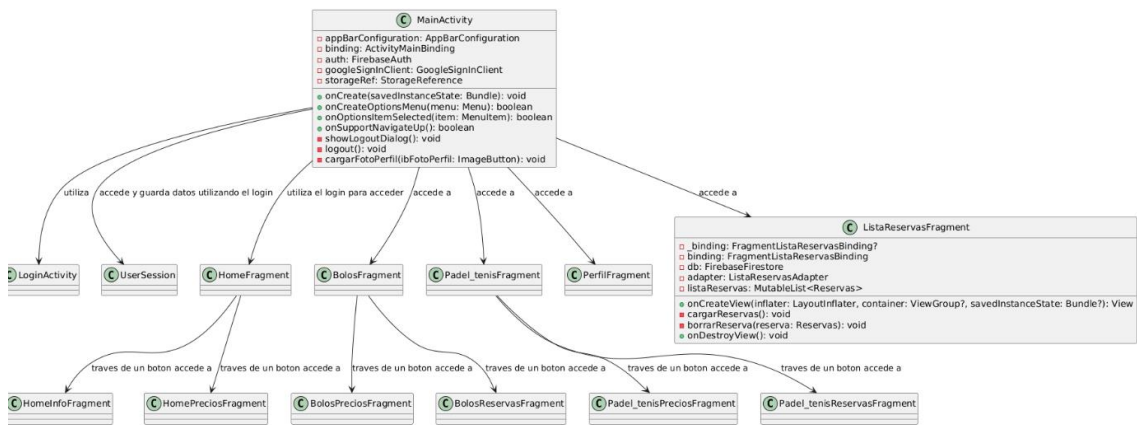 C MainActivity
appBarConfiguration: AppBarConfiguration
binding: ActivityMainBinding
auth: FirebaseAuth
googleSignInClient: GoogleSignInClient
storageRef: StorageReference
onCreate(savedInstanceState: Bundle): void
onCreateOptionsMenu(menu: Menu): boolean
onOptionsItemSelected(item: MenuItem): boolean
onSupportNavigateUp(): boolean
showLogoutDialog(): void
logout(): void
cargarFotoPerfil(ibFotoPerfil: ImageButton): void
utiliza
accede y guarda datos utilizando el login
utiliza el login para acceder
accede a
accede a
accede a
accede a
C LoginActivity
C UserSession
C HomeFragment
C BolosFragment
C Padel_tenisFragment
C PerfilFragment
C ListaReservasFragment
_binding: FragmentListaReservasBinding?
binding: FragmentListaReservasBinding
db: FirebaseFirestore
adapter: ListaReservasAdapter
listaReservas: MutableList<Reservas>
onCreateView(inflater: LayoutInflater, container: ViewGroup?, savedInstanceState: Bundle?): View
cargarReservas(): void
borrarReserva(reserva: Reservas): void
onDestroyView(): void
traves de un boton accede a
traves de un boton accede a
traves de un boton accede a
traves de un boton accede a
traves de un boton accede a
traves de un boton accede a
C HomeInfoFragment
C HomePreciosFragment
C BolosPreciosFragment
C BolosReservasFragment
C Padel_tenisPreciosFragment
C Padel_tenisReservasFragment